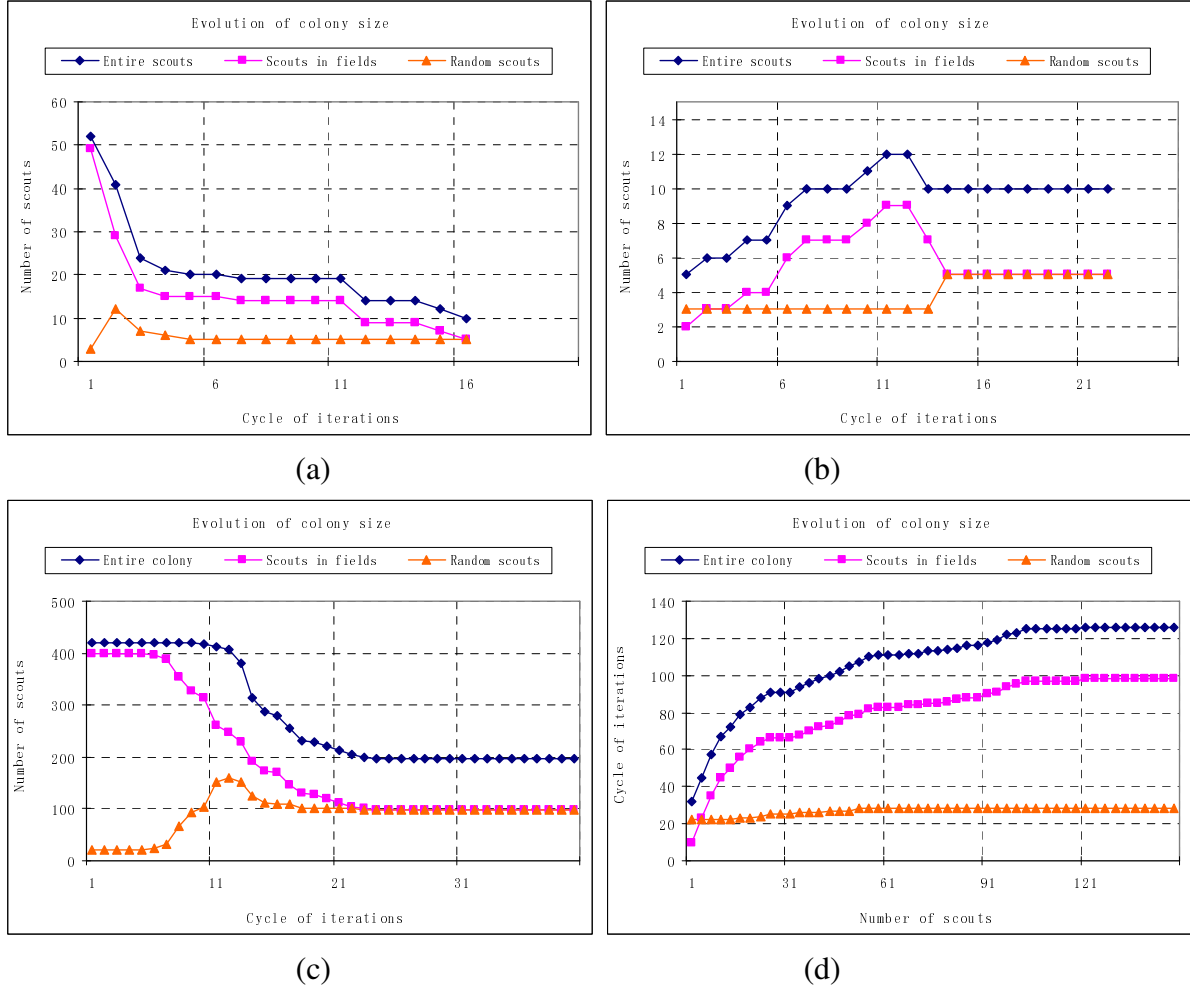 Evolution of colony size
Entire scouts Scouts in fields Random scouts
60
50
40
30
20
10
0
Number of scouts
1 6 11 16
Cycle of iterations
(a)
Evolution of colony size
Entire scouts Scouts in fields Random scouts
14
12
10
8
6
4
2
0
Number of scouts
1 6 11 16 21
Cycle of iterations
(b)
Evolution of colony size
Entire colony Scouts in fields Random scouts
500
400
300
200
100
0
Number of scouts
1 11 21 31
Cycle of iterations
(c)
Evolution of colony size
Entire colony Scouts in fields Random scouts
140
120
100
80
60
40
20
0
Cycle of iterations
1 31 61 91 121
Number of scouts
(d)